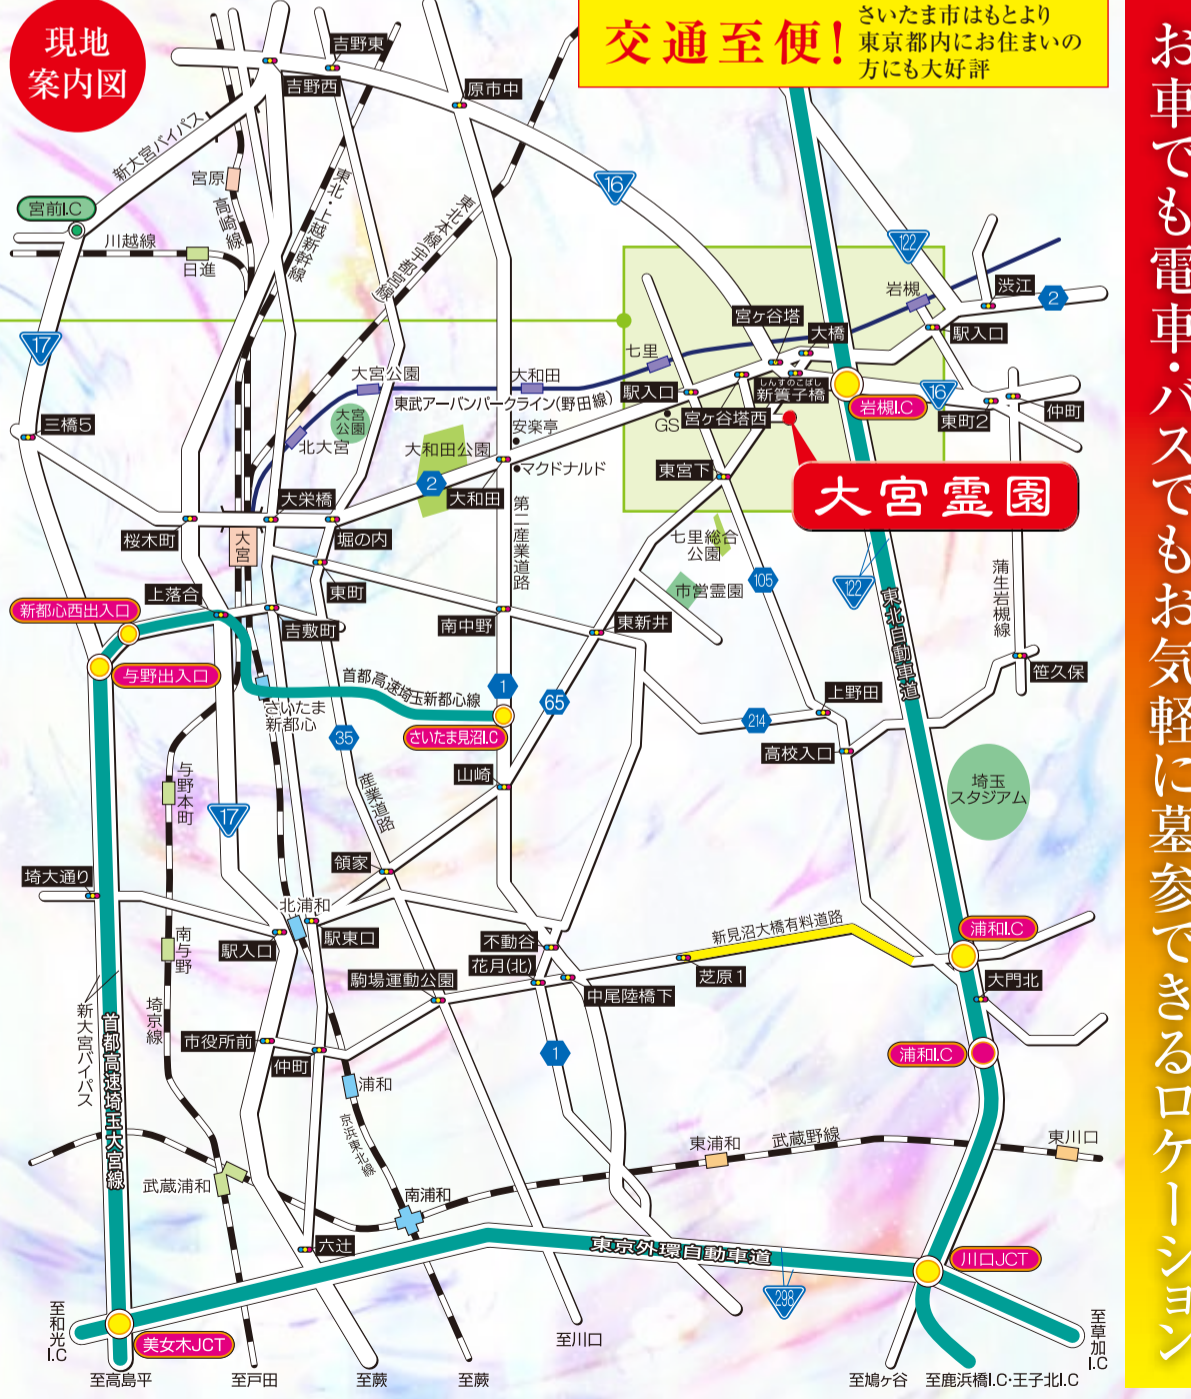 現地
案内図
交通至便!
さいたま市はもとより
東京都内にお住まいの
方にも大好評
お車でも電車・バスでもお気軽に墓参できるロケーション
吉野東
吉野西
原市中
新大宮バイパス
宮原
高崎線
東北・上越新幹線
東北本線(宇都宮線)
16
122
宮前I.C
川越線
日進
17
岩槻
渋江
2
宮ヶ谷塔
大橋
駅入口
七里
大宮公園
大和田
東武アーバンパークライン(野田線)
駅入口
しんすのこばし
新簀子橋
岩槻I.C
16
東町2
仲町
三橋5
大宮
公園
北大宮
大和田公園
安楽亭
マクドナルド
GS
宮ヶ谷塔西
東宮下
大宮霊園
2
大和田
大栄橋
桜木町
大宮
堀の内
第二産業道路
七里総合
公園
市営霊園
105
122
東北自動車道
蒲生岩槻線
東町
上落合
新都心西出入口
吉敷町
南中野
東新井
与野出入口
さいたま
新都心
首都高速埼玉新都心線
1
65
さいたま見沼I.C
35
214
上野田
笹久保
高校入口
山崎
与野本町
産業道路
17
埼玉
スタジアム
領家
埼大通り
北浦和
駅入口
駅東口
南与野
不動谷
花月(北)
新見沼大橋有料道路
浦和I.C
駒場運動公園
中尾陸橋下
芝原1
大門北
新大宮バイパス
首都高速埼玉大宮線
埼京線
市役所前
仲町
1
浦和I.C
浦和
京浜東北線
東浦和
武蔵野線
東川口
武蔵浦和
南浦和
六辻
東京外環自動車道
298
川口JCT
至和光I.C
美女木JCT
至草加I.C
至川口
至高島平
至戸田
至蕨
至蕨
至鳩ヶ谷
至鹿浜橋I.C・王子北I.C